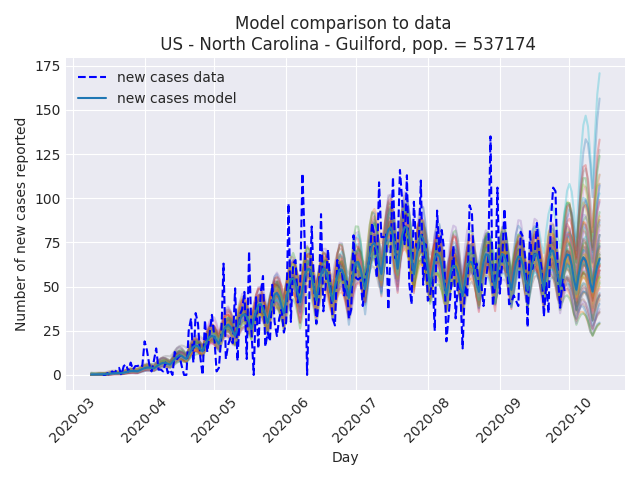 Model comparison to data
US - North Carolina - Guilford, pop. = 537174
Number of new cases reported
175
150
125
100
75
50
25
0
new cases data
new cases model
2020-03
2020-04
2020-05
2020-06
2020-07
2020-08
2020-09
2020-10
Day